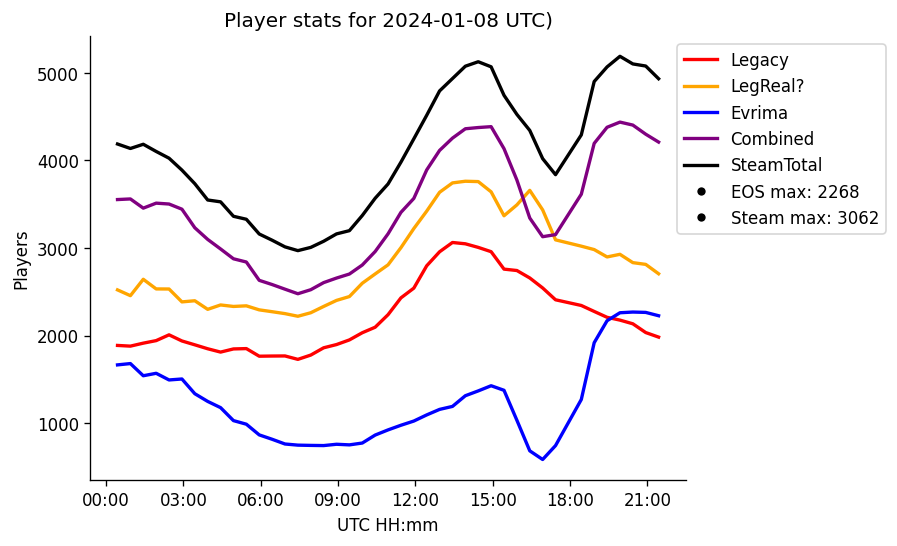 Player stats for 2024-01-08 UTC)
Legacy
LegReal?
Evrima
Combined
SteamTotal
EOS max: 2268
Steam max: 3062
Players
5000
4000
3000
2000
1000
00:00 03:00 06:00 09:00 12:00 15:00 18:00 21:00
UTC HH:mm